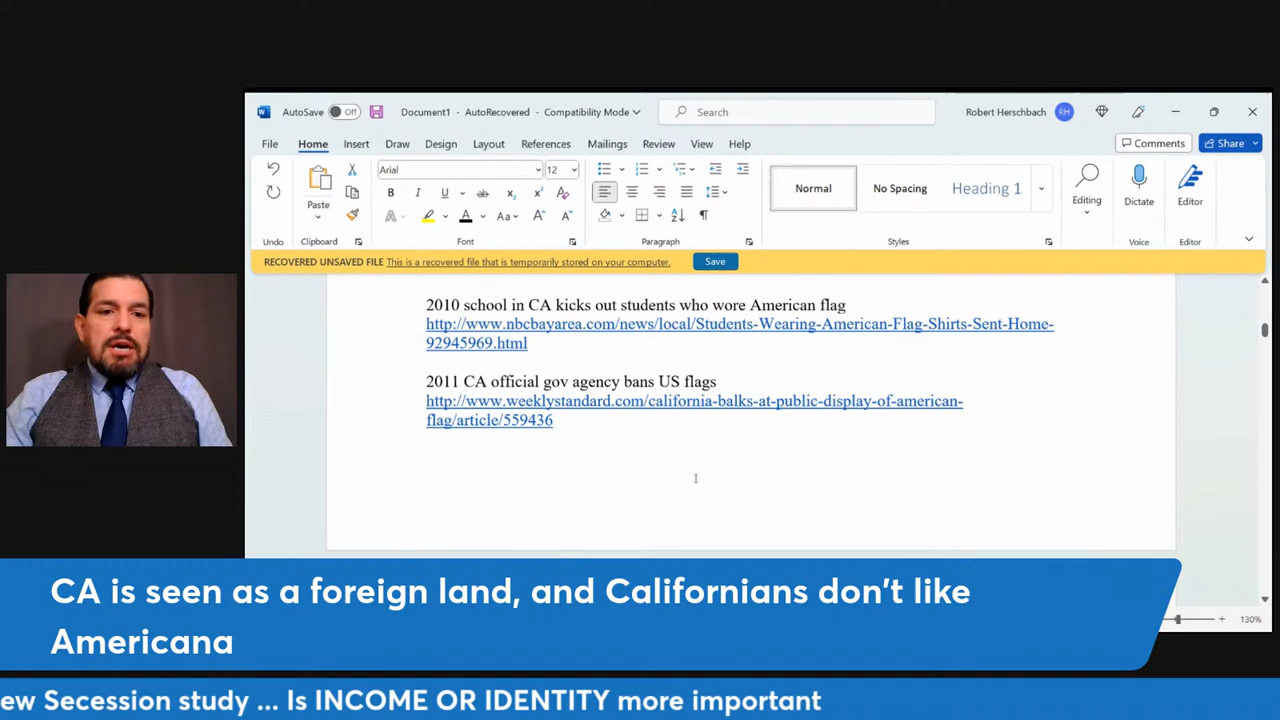 AutoSave Off Document1 - AutoRecovered - Compatibility Mode Search Robert Herschbach RH
File Home Insert Draw Design Layout References Mailings Review View Help Comments Share
Paste
Arial 12
B I U ab x₂ x² A
A A Aa A A
Normal No Spacing Heading 1
Editing Dictate Editor
Undo Clipboard Font Paragraph Styles Voice Editor
RECOVERED UNSAVED FILE This is a recovered file that is temporarily stored on your computer. Save
2010 school in CA kicks out students who wore American flag
http://www.nbcbayarea.com/news/local/Students-Wearing-American-Flag-Shirts-Sent-Home-
92945969.html
2011 CA official gov agency bans US flags
http://www.weeklystandard.com/california-balks-at-public-display-of-american-
flag/article/559436
130%
CA is seen as a foreign land, and Californians don't like
Americana
ew Secession study ... Is INCOME OR IDENTITY more important